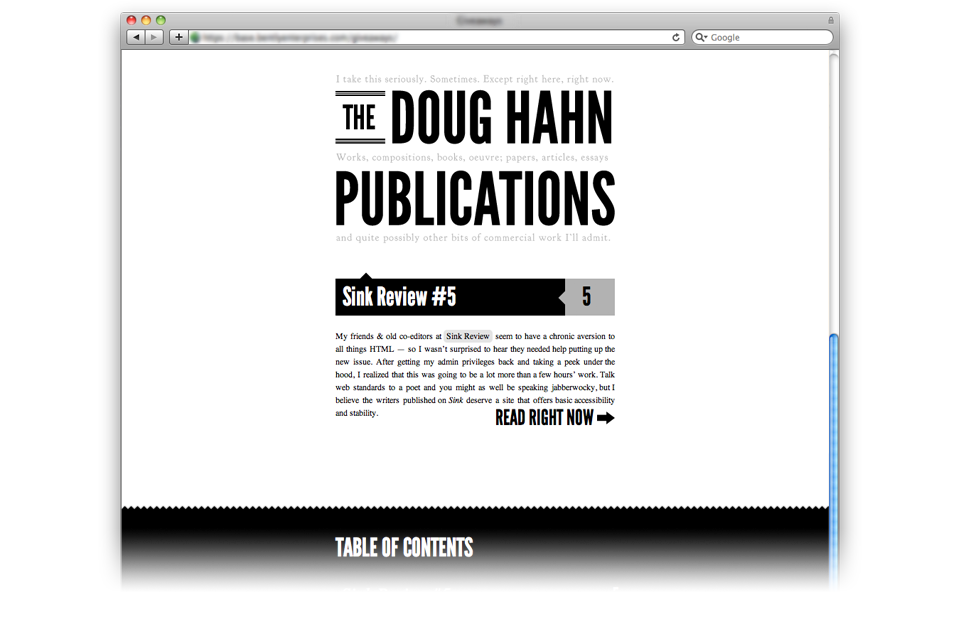 Google
I take this seriously. Sometimes. Except right here, right now.
THE DOUG HAHN
Works, compositions, books, oeuvre; papers, articles, essays
PUBLICATIONS
and quite possibly other bits of commercial work I'll admit.
Sink Review #5
5
My friends & old co-editors at Sink Review seem to have a chronic aversion to
all things HTML — so I wasn't surprised to hear they needed help putting up the
new issue. After getting my admin privileges back and taking a peek under the
hood, I realized that this was going to be a lot more than a few hours' work. Talk
web standards to a poet and you might as well be speaking jabberwocky, but I
believe the writers published on Sink deserve a site that offers basic accessibility
and stability.
READ RIGHT NOW
TABLE OF CONTENTS